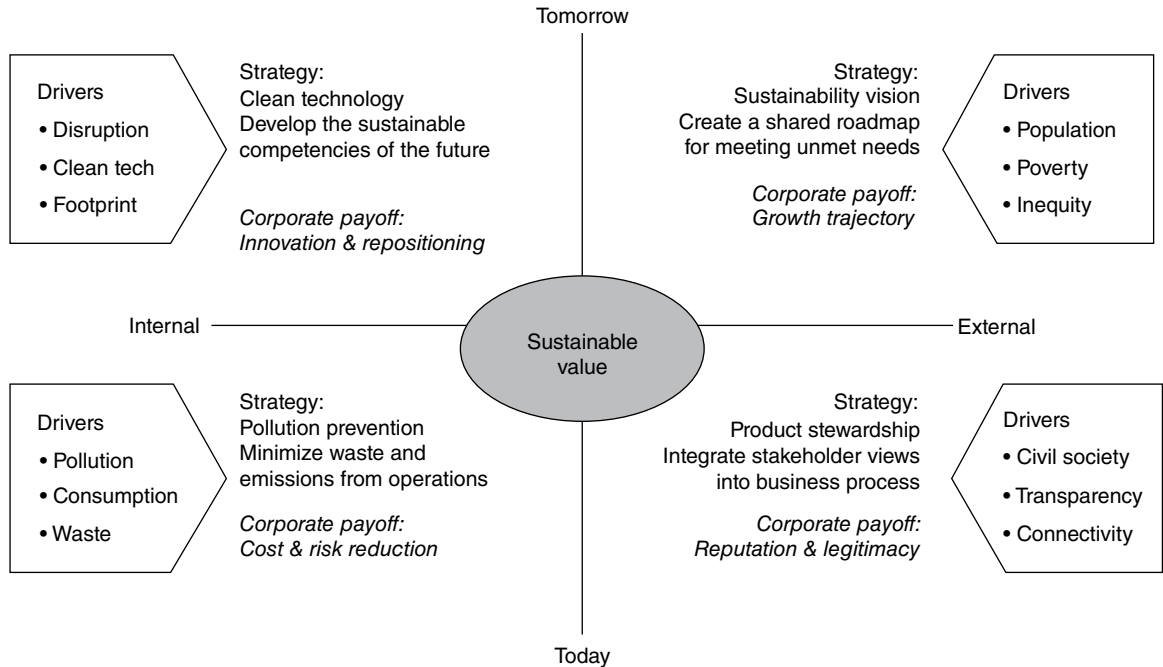 Tomorrow
Drivers
• Disruption
• Clean tech
• Footprint
Strategy:
Clean technology
Develop the sustainable
competencies of the future
Corporate payoff:
Innovation & repositioning
Strategy:
Sustainability vision
Create a shared roadmap
for meeting unmet needs
Corporate payoff:
Growth trajectory
Drivers
• Population
• Poverty
• Inequity
Internal
Sustainable
value
External
Drivers
• Pollution
• Consumption
• Waste
Strategy:
Pollution prevention
Minimize waste and
emissions from operations
Corporate payoff:
Cost & risk reduction
Strategy:
Product stewardship
Integrate stakeholder views
into business process
Corporate payoff:
Reputation & legitimacy
Drivers
• Civil society
• Transparency
• Connectivity
Today